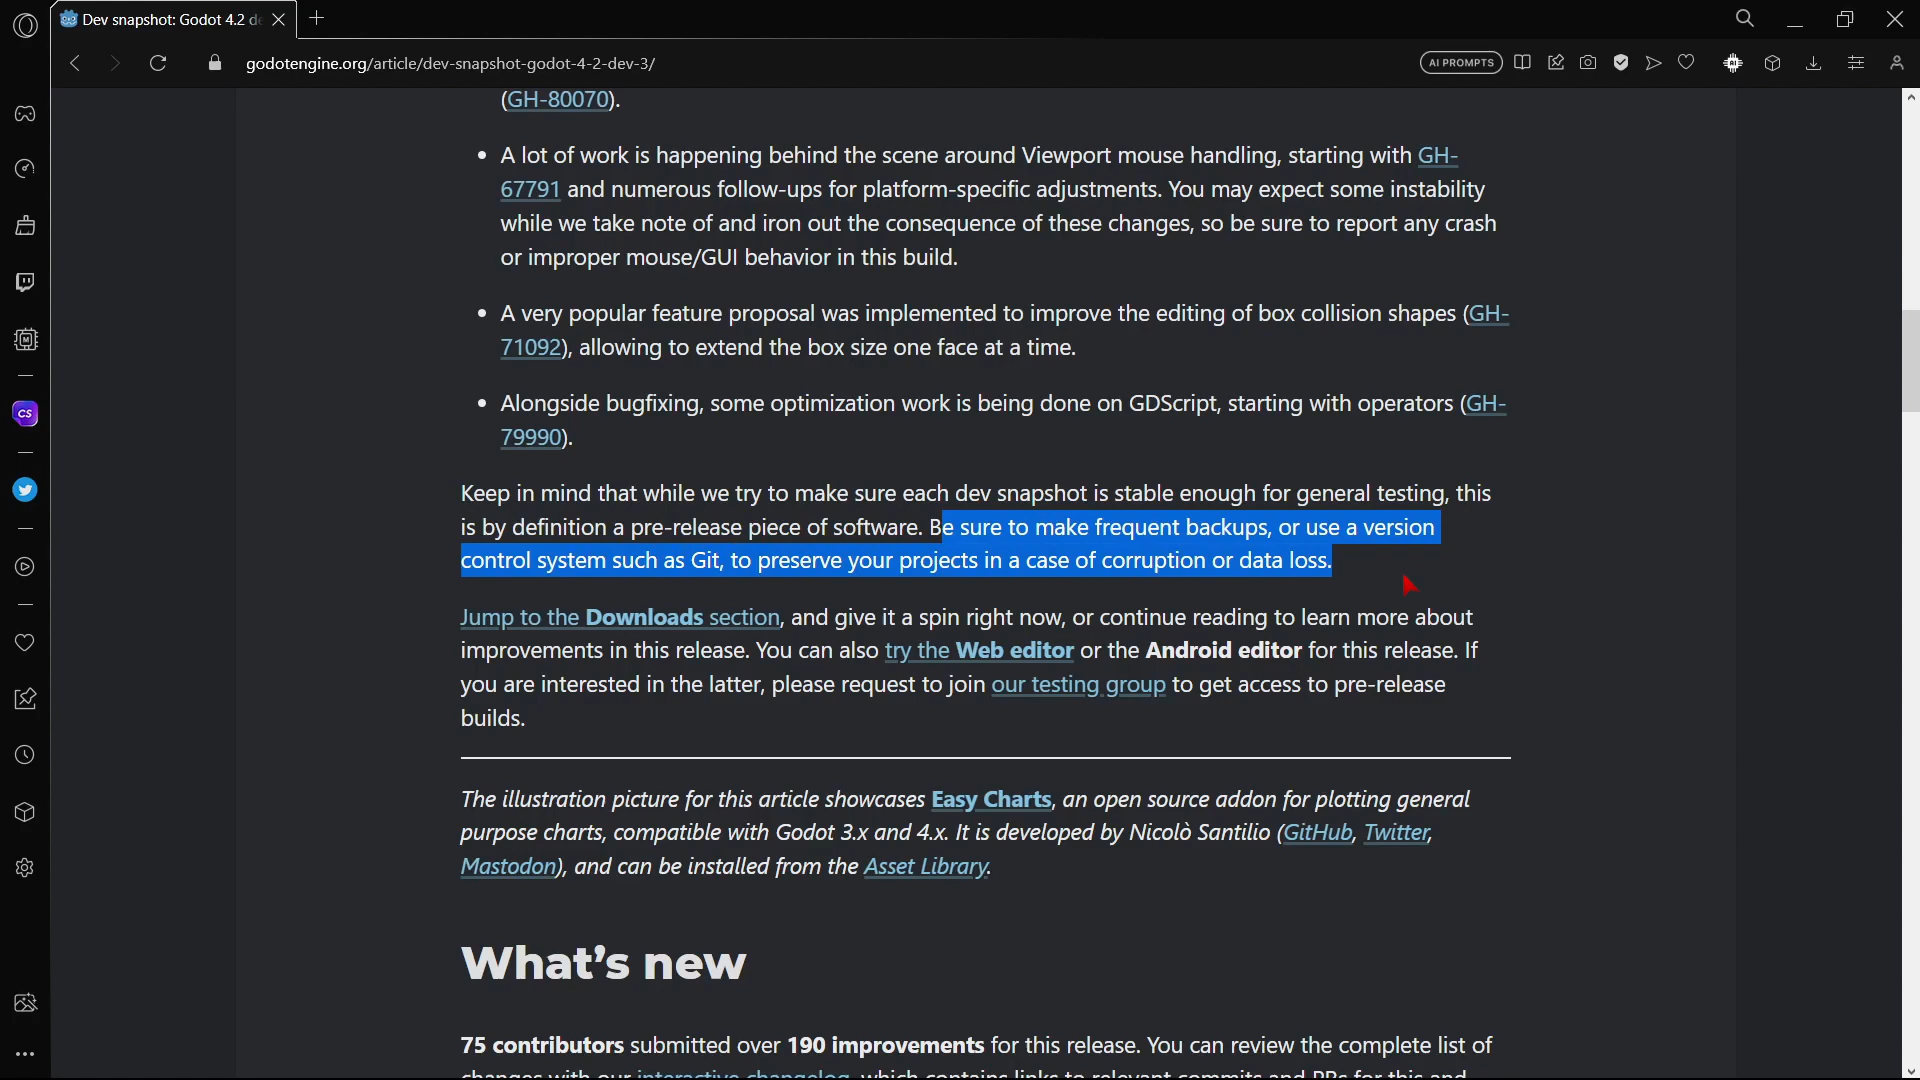 Dev snapshot: Godot 4.2 de
godotengine.org/article/dev-snapshot-godot-4-2-dev-3/
AI PROMPTS
(GH-80070).
• A lot of work is happening behind the scene around Viewport mouse handling, starting with GH-
67791 and numerous follow-ups for platform-specific adjustments. You may expect some instability
while we take note of and iron out the consequence of these changes, so be sure to report any crash
or improper mouse/GUI behavior in this build.
• A very popular feature proposal was implemented to improve the editing of box collision shapes (GH-
71092), allowing to extend the box size one face at a time.
• Alongside bugfixing, some optimization work is being done on GDScript, starting with operators (GH-
79990).
Keep in mind that while we try to make sure each dev snapshot is stable enough for general testing, this
is by definition a pre-release piece of software. Be sure to make frequent backups, or use a version
control system such as Git, to preserve your projects in a case of corruption or data loss.
Jump to the Downloads section, and give it a spin right now, or continue reading to learn more about
improvements in this release. You can also try the Web editor or the Android editor for this release. If
you are interested in the latter, please request to join our testing group to get access to pre-release
builds.
The illustration picture for this article showcases Easy Charts, an open source addon for plotting general
purpose charts, compatible with Godot 3.x and 4.x. It is developed by Nicolò Santilio (GitHub, Twitter,
Mastodon), and can be installed from the Asset Library.
What's new
75 contributors submitted over 190 improvements for this release. You can review the complete list of
changes with our interactive changelog, which contains links to relevant commits and PRs for this and
CS
AI
M